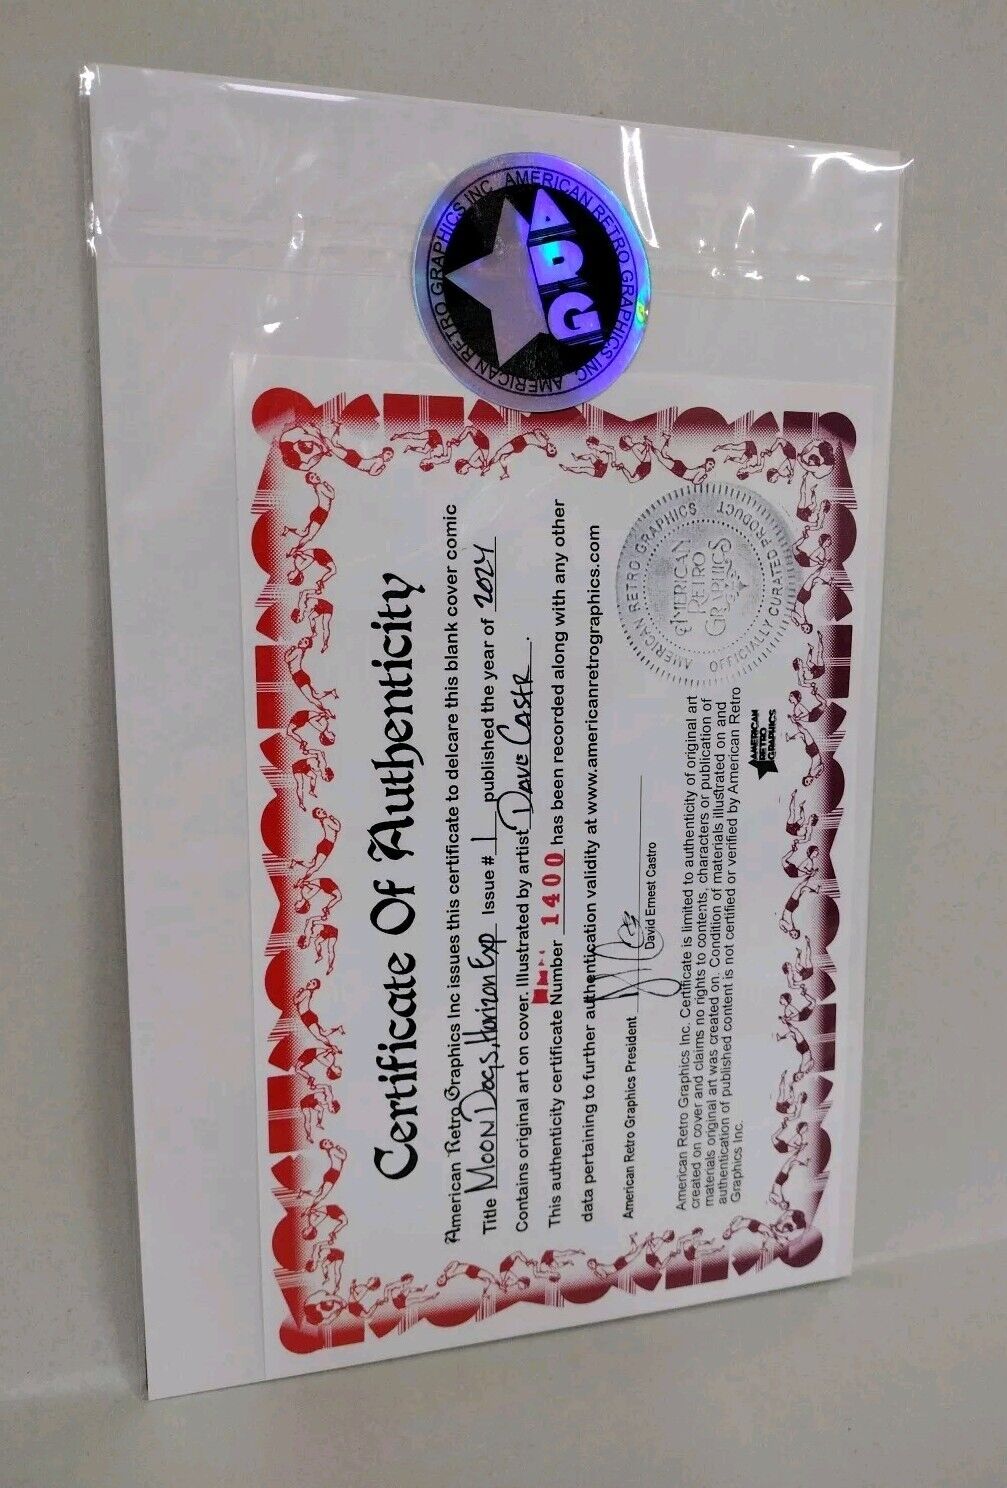 AMERICAN RETRO GRAPHICS INC. AMERICAN RETRO GRAPHICS INC.
ARG
Certificate Of Authenticity
American Retro Graphics Inc issues this certificate to delcare this blank cover comic
Title Moon Dogs, Horizon Exp Issue # 1 published the year of 2024
Contains original art on cover. Illustrated by artist Dave Castr.
This authenticity certificate Number 1400 has been recorded along with any other
data pertaining to further authentication validity at www.americanretrographics.com
American Retro Graphics President
David Ernest Castro
American Retro Graphics Inc. Certificate is limited to authenticity of original art
created on cover and claims no rights to contents, characters or publication of
materials original art was created on. Condition of materials illustrated on and
authentication of published content is not certified or verified by American Retro
Graphics Inc.
AMERICAN
RETRO
GRAPHICS
AMERICAN RETRO GRAPHICS
OFFICIALLY CURATED PRODUCT
AMERICAN
RETRO
GRAPHICS